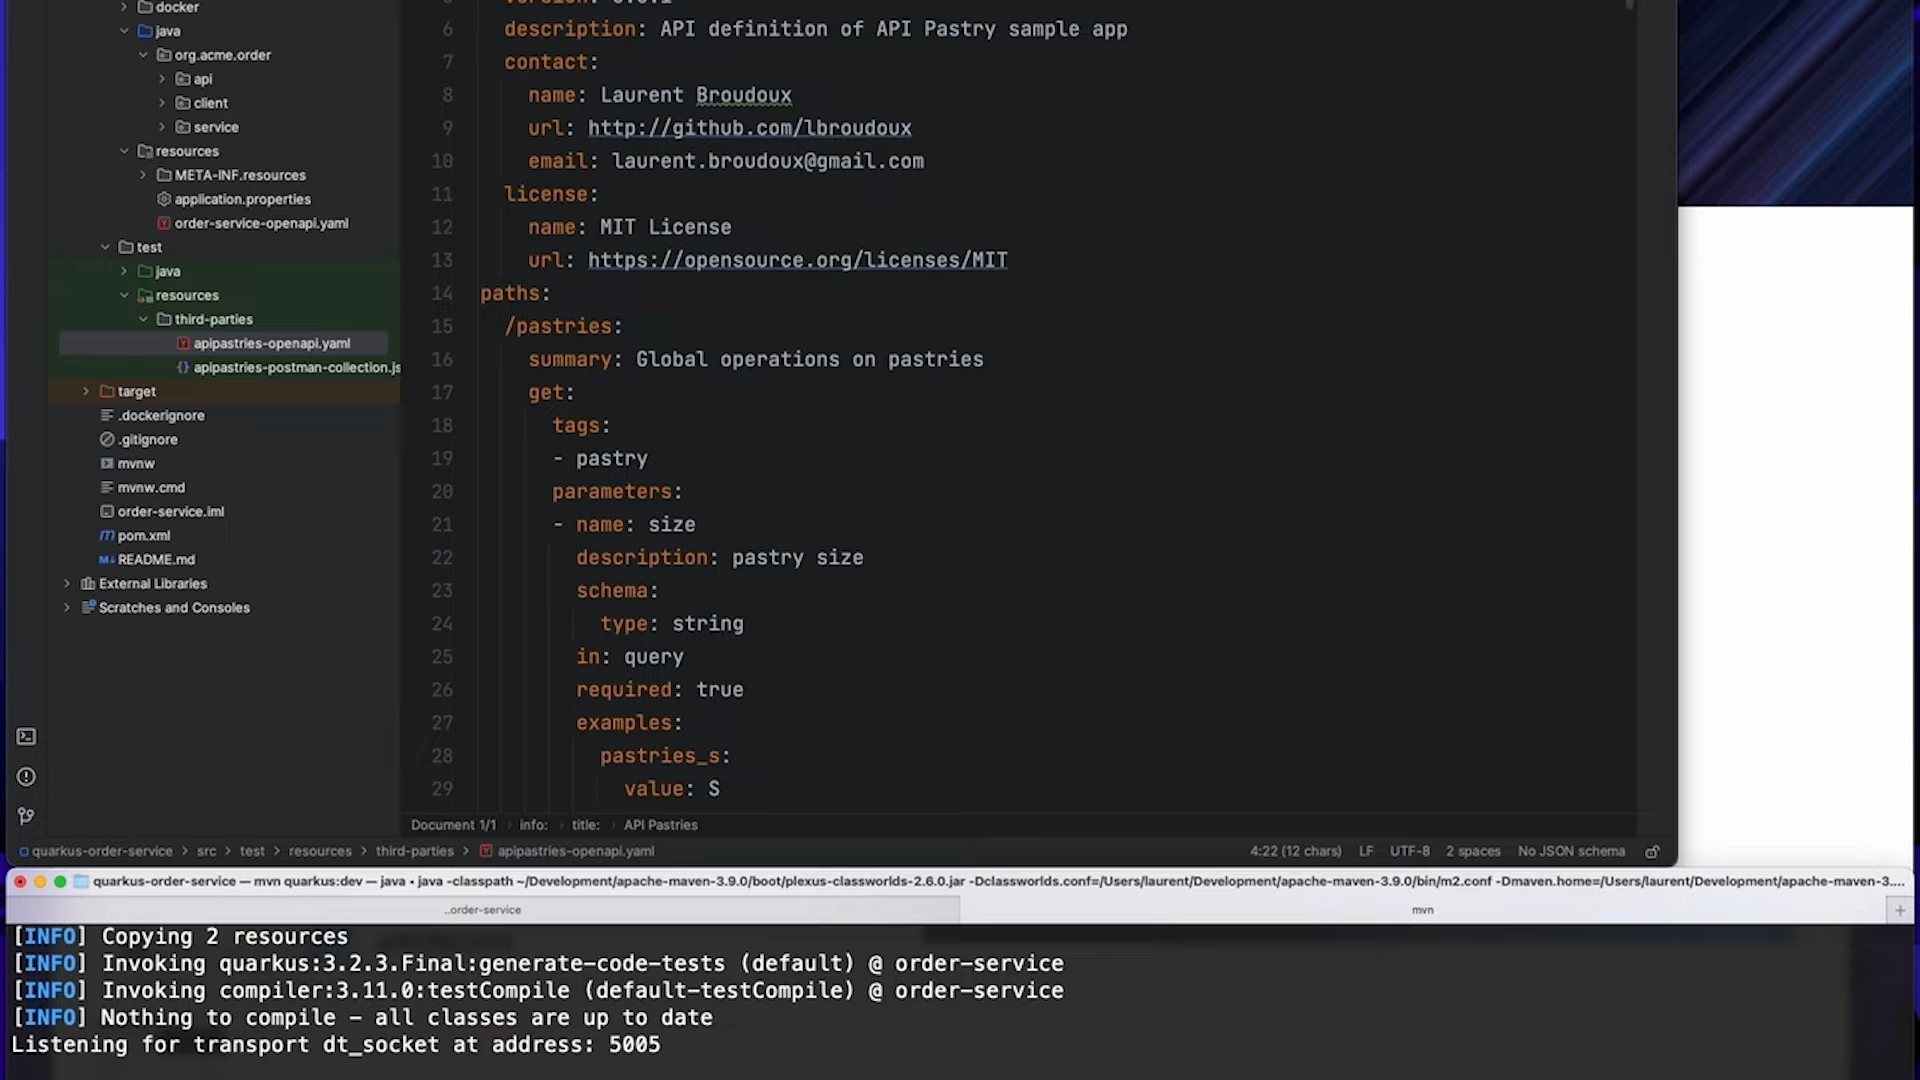 docker
java
org.acme.order
api
client
service
resources
META-INF.resources
application.properties
order-service-openapi.yaml
test
java
resources
third-parties
apipastries-openapi.yaml
apipastries-postman-collection.js
target
.dockerignore
.gitignore
mvnw
mvnw.cmd
order-service.iml
pom.xml
README.md
External Libraries
Scratches and Consoles
6 description: API definition of API Pastry sample app
7 contact:
8 name: Laurent Broudoux
9 url: http://github.com/lbroudoux
10 email: laurent.broudoux@gmail.com
11 license:
12 name: MIT License
13 url: https://opensource.org/licenses/MIT
14 paths:
15 /pastries:
16 summary: Global operations on pastries
17 get:
18 tags:
19 - pastry
20 parameters:
21 - name: size
22 description: pastry size
23 schema:
24 type: string
25 in: query
26 required: true
27 examples:
28 pastries_s:
29 value: S
Document 1/1 › info: › title: › API Pastries
quarkus-order-service > src > test > resources > third-parties > apipastries-openapi.yaml 4:22 (12 chars) LF UTF-8 2 spaces No JSON schema
quarkus-order-service — mvn quarkus:dev — java • java -classpath ~/Development/apache-maven-3.9.0/boot/plexus-classworlds-2.6.0.jar -Dclassworlds.conf=/Users/laurent/Development/apache-maven-3.9.0/bin/m2.conf -Dmaven.home=/Users/laurent/Development/apache-maven-3....
..order-service mvn +
[INFO] Copying 2 resources
[INFO] Invoking quarkus:3.2.3.Final:generate-code-tests (default) @ order-service
[INFO] Invoking compiler:3.11.0:testCompile (default-testCompile) @ order-service
[INFO] Nothing to compile - all classes are up to date
Listening for transport dt_socket at address: 5005